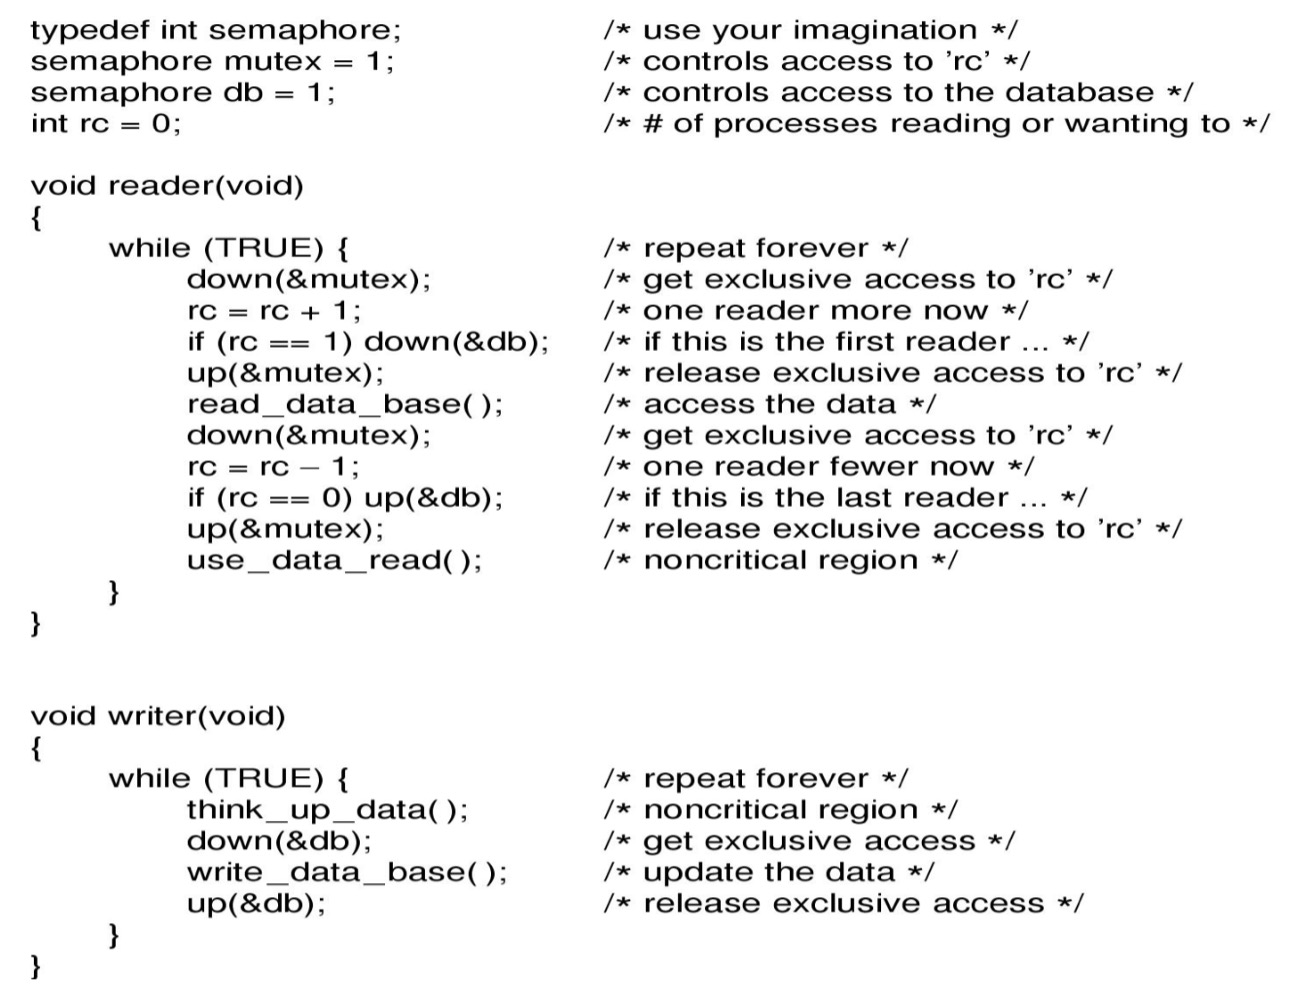 typedef int semaphore; /* use your imagination */
semaphore mutex = 1; /* controls access to ’rc’ */
semaphore db = 1; /* controls access to the database */
int rc = 0; /* # of processes reading or wanting to */
void reader(void)
{
while (TRUE) { /* repeat forever */
down(&mutex); /* get exclusive access to ’rc’ */
rc = rc + 1; /* one reader more now */
if (rc == 1) down(&db); /* if this is the first reader ... */
up(&mutex); /* release exclusive access to ’rc’ */
read_data_base( ); /* access the data */
down(&mutex); /* get exclusive access to ’rc’ */
rc = rc – 1; /* one reader fewer now */
if (rc == 0) up(&db); /* if this is the last reader ... */
up(&mutex); /* release exclusive access to ’rc’ */
use_data_read( ); /* noncritical region */
}
}
void writer(void)
{
while (TRUE) { /* repeat forever */
think_up_data( ); /* noncritical region */
down(&db); /* get exclusive access */
write_data_base( ); /* update the data */
up(&db); /* release exclusive access */
}
}